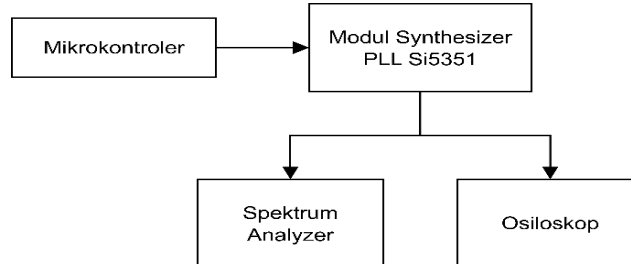 Mikrokontroler
Modul Synthesizer
PLL Si5351
Spektrum
Analyzer
Osiloskop